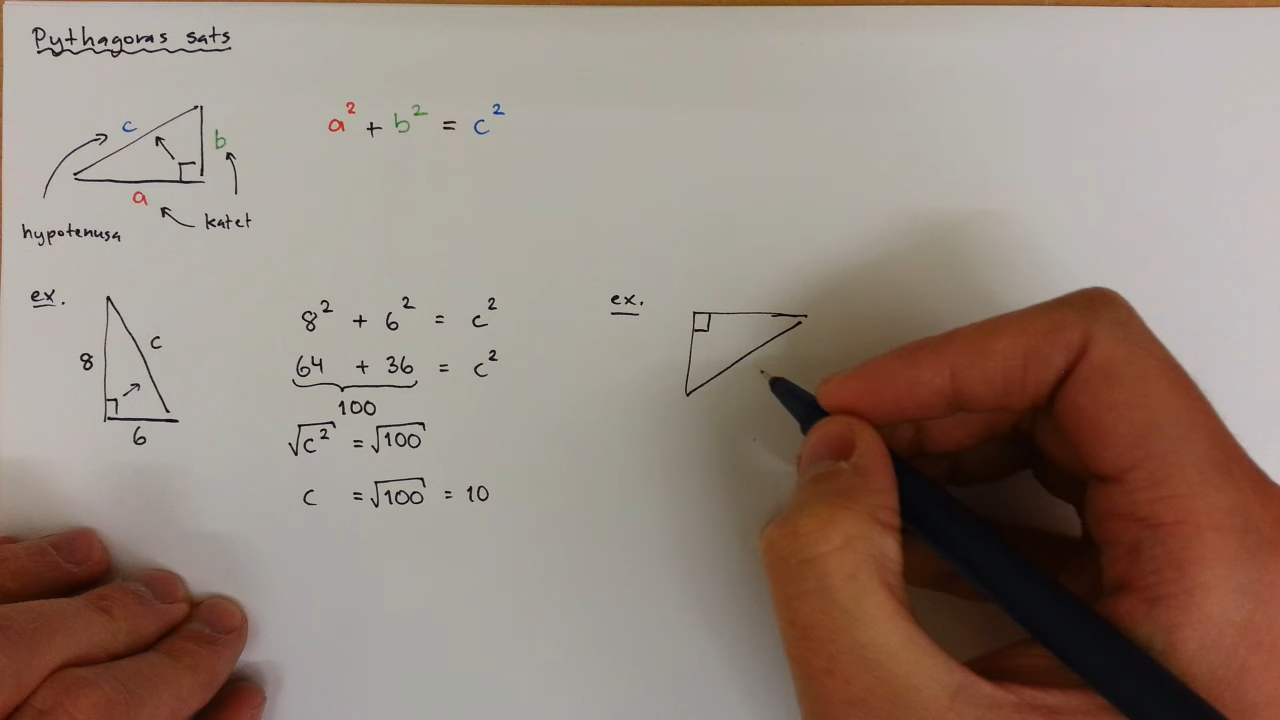 Pythagoras sats
c
b
a
hypotenusa
katet
a² + b² = c²
ex.
8
c
6
8² + 6² = c²
64 + 36 = c²
100
√c² = √100
c = √100 = 10
ex.